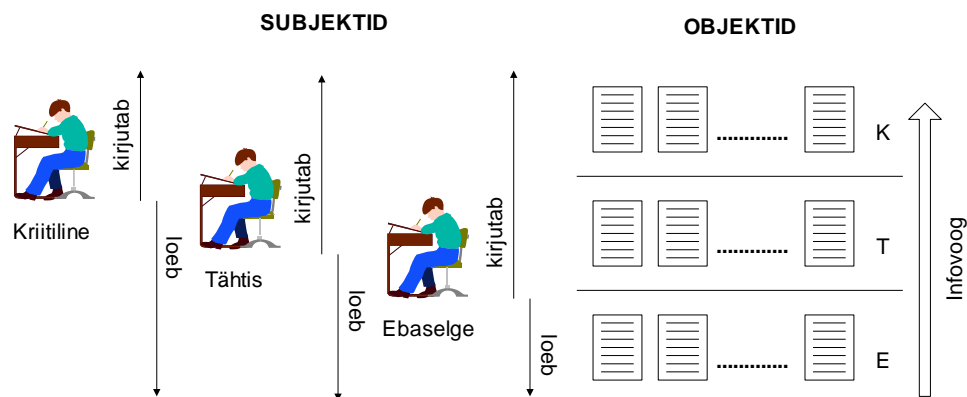 SUBJEKTID
OBJEKTID
kirjutab
Kriitiline
loeb
kirjutab
Tähtis
loeb
kirjutab
Ebaselge
loeb
K
T
E
Infovoog